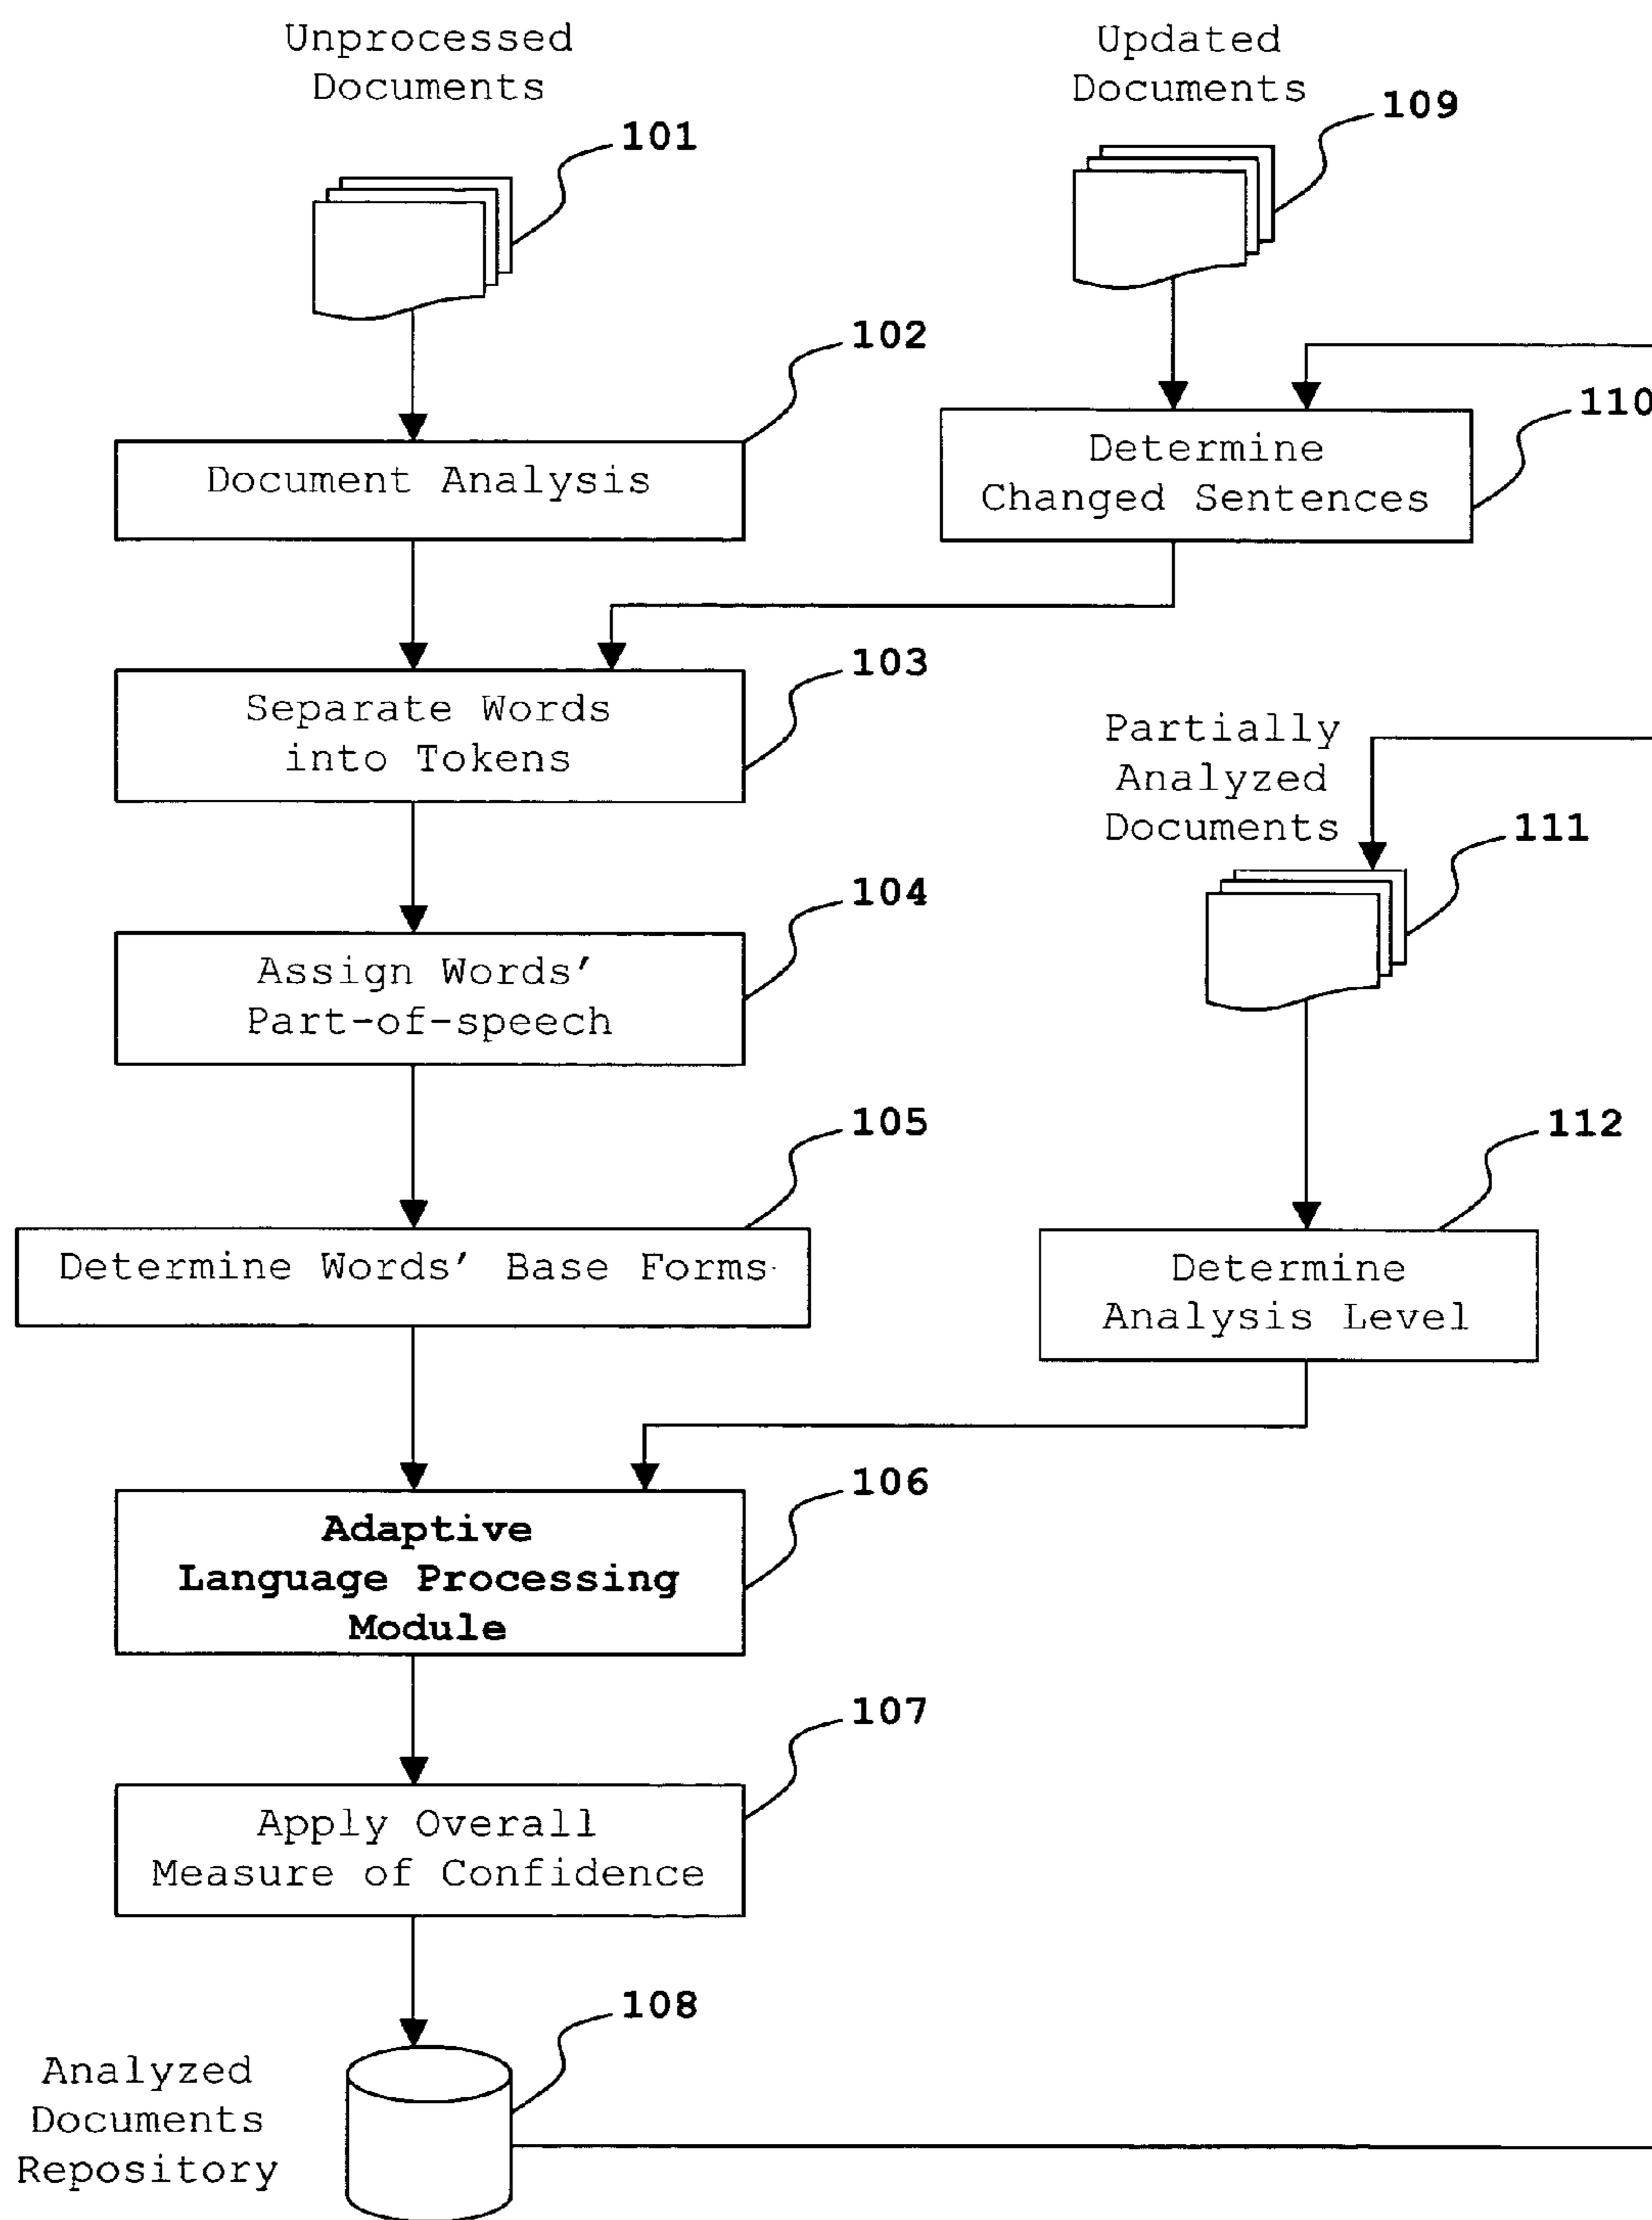 Unprocessed
Documents
101
Updated
Documents
109
102
Document Analysis
110
Determine
Changed Sentences
103
Separate Words
into Tokens
Partially
Analyzed
Documents
111
104
Assign Words'
Part-of-speech
105
Determine Words' Base Forms
112
Determine
Analysis Level
106
Adaptive
Language Processing
Module
107
Apply Overall
Measure of Confidence
108
Analyzed
Documents
Repository